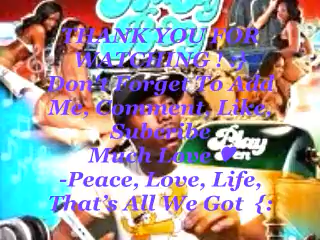 THANK YOU FOR
WATCHING ! :)
Don't Forget To Add
Me, Comment, Like,
Subcribe
Much Love ♥
-Peace, Love, Life,
That's All We Got {:
Play